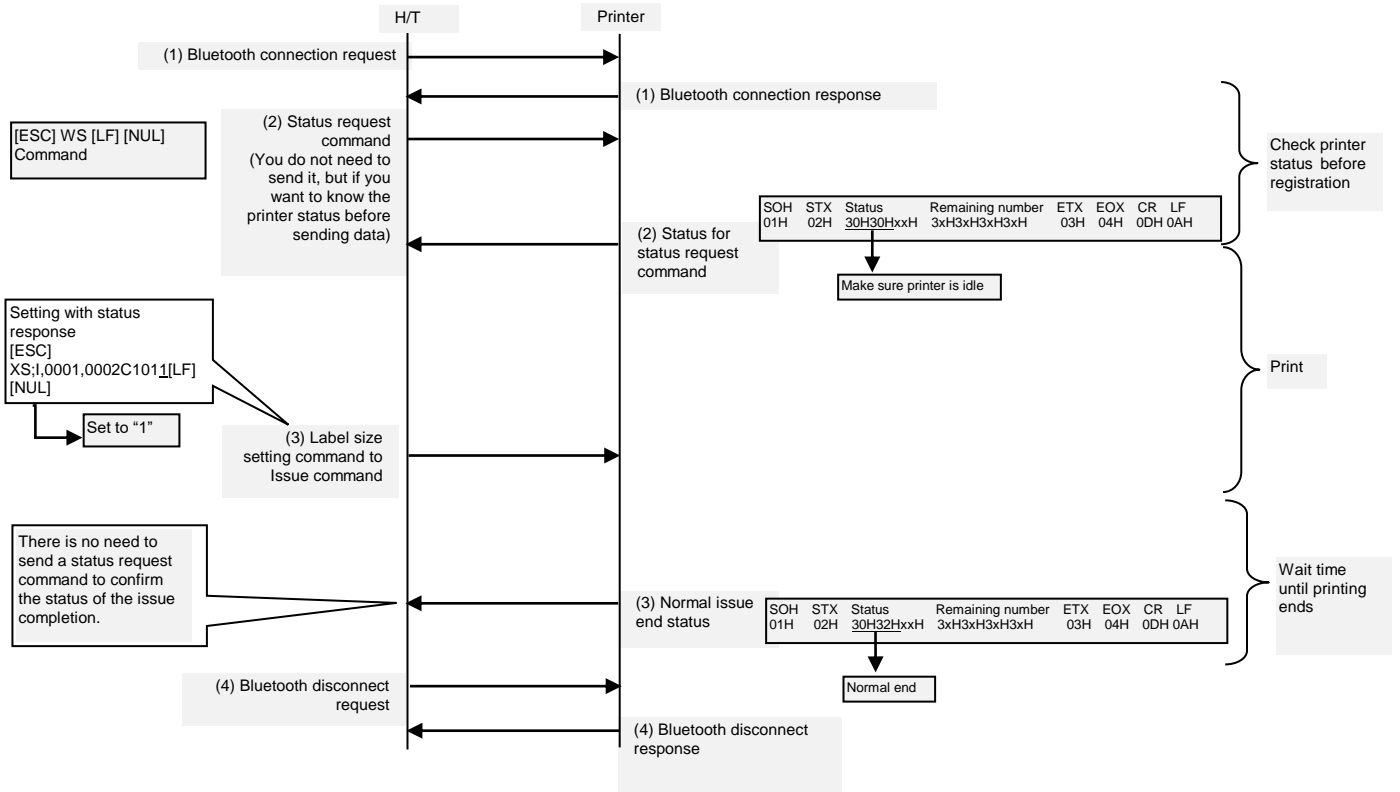 H/T
Printer
(1) Bluetooth connection request
(1) Bluetooth connection response
[ESC] WS [LF] [NUL]
Command
(2) Status request
command
(You do not need to
send it, but if you
want to know the
printer status before
sending data)
Check printer
status before
registration
SOH STX Status Remaining number ETX EOX CR LF
01H 02H 30H30HxxH 3xH3xH3xH3xH 03H 04H 0DH 0AH
(2) Status for
status request
command
Make sure printer is idle
Setting with status
response
[ESC]
XS;I,0001,0002C1011[LF]
[NUL]
Set to “1”
Print
(3) Label size
setting command to
Issue command
There is no need to
send a status request
command to confirm
the status of the issue
completion.
(3) Normal issue
end status
SOH STX Status Remaining number ETX EOX CR LF
01H 02H 30H32HxxH 3xH3xH3xH3xH 03H 04H 0DH 0AH
Wait time
until printing
ends
Normal end
(4) Bluetooth disconnect
request
(4) Bluetooth disconnect
response